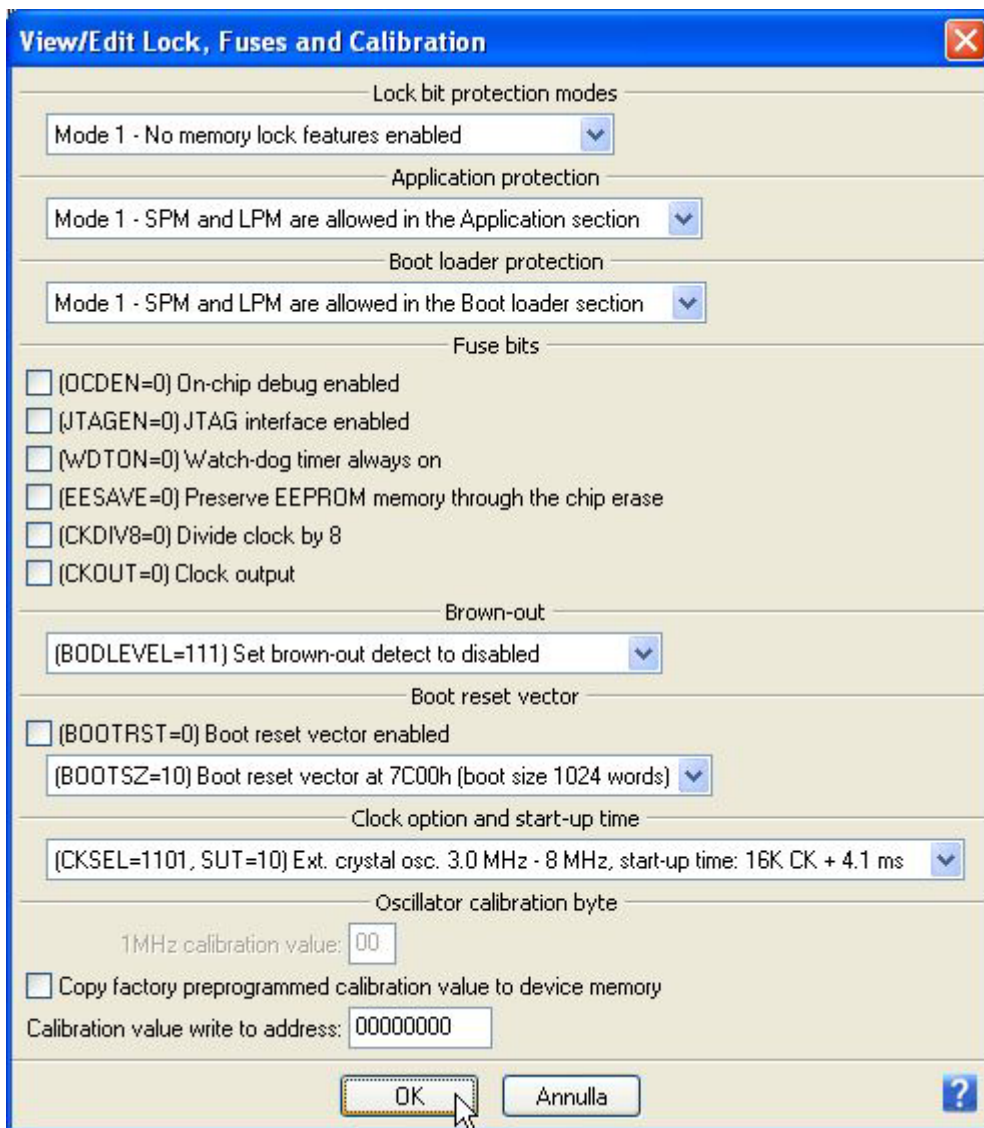 View/Edit Lock, Fuses and Calibration
Lock bit protection modes
Mode 1 - No memory lock features enabled
Application protection
Mode 1 - SPM and LPM are allowed in the Application section
Boot loader protection
Mode 1 - SPM and LPM are allowed in the Boot loader section
Fuse bits
(OCDEN=0) On-chip debug enabled
(JTAGEN=0) JTAG interface enabled
(WDTON=0) Watch-dog timer always on
(EESAVE=0) Preserve EEPROM memory through the chip erase
(CKDIV8=0) Divide clock by 8
(CKOUT=0) Clock output
Brown-out
(BODLEVEL=111) Set brown-out detect to disabled
Boot reset vector
(BOOTRST=0) Boot reset vector enabled
(BOOTSZ=10) Boot reset vector at 7C00h (boot size 1024 words)
Clock option and start-up time
(CKSEL=1101, SUT=10) Ext. crystal osc. 3.0 MHz - 8 MHz, start-up time: 16K CK + 4.1 ms
Oscillator calibration byte
1MHz calibration value: 00
Copy factory preprogrammed calibration value to device memory
Calibration value write to address: 00000000
OK Annulla ?